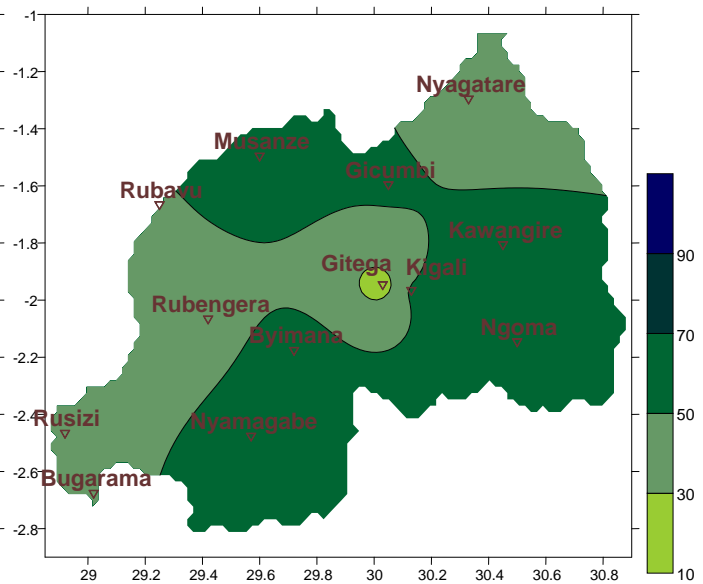 -1
-1.2
-1.4
-1.6
-1.8
-2
-2.2
-2.4
-2.6
-2.8
29
29.2
29.4
29.6
29.8
30
30.2
30.4
30.6
30.8
Nyagatare
Musanze
Gicumbi
Rubavu
Kawangire
Gitega
Kigali
Rubengera
Byimana
Ngoma
Rusizi
Nyamagabe
Bugarama
90
70
50
30
10